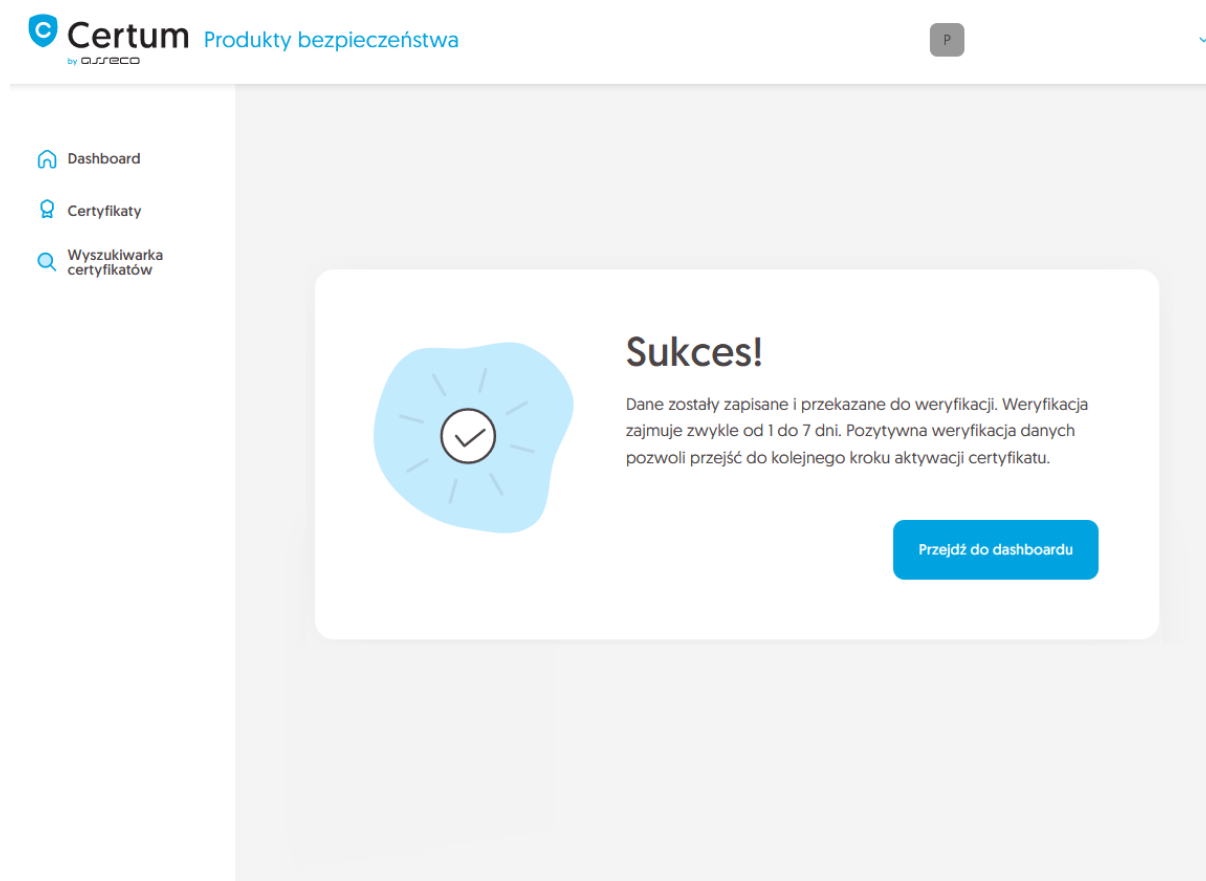 Certum Produkty bezpieczeństwa
by asseco
P
Dashboard
Certyfikaty
Wyszukiwarka
certyfikatów
Sukces!
Dane zostały zapisane i przekazane do weryfikacji. Weryfikacja
zajmuje zwykle od 1 do 7 dni. Pozytywna weryfikacja danych
pozwoli przejść do kolejnego kroku aktywacji certyfikatu.
Przejdź do dashboardu